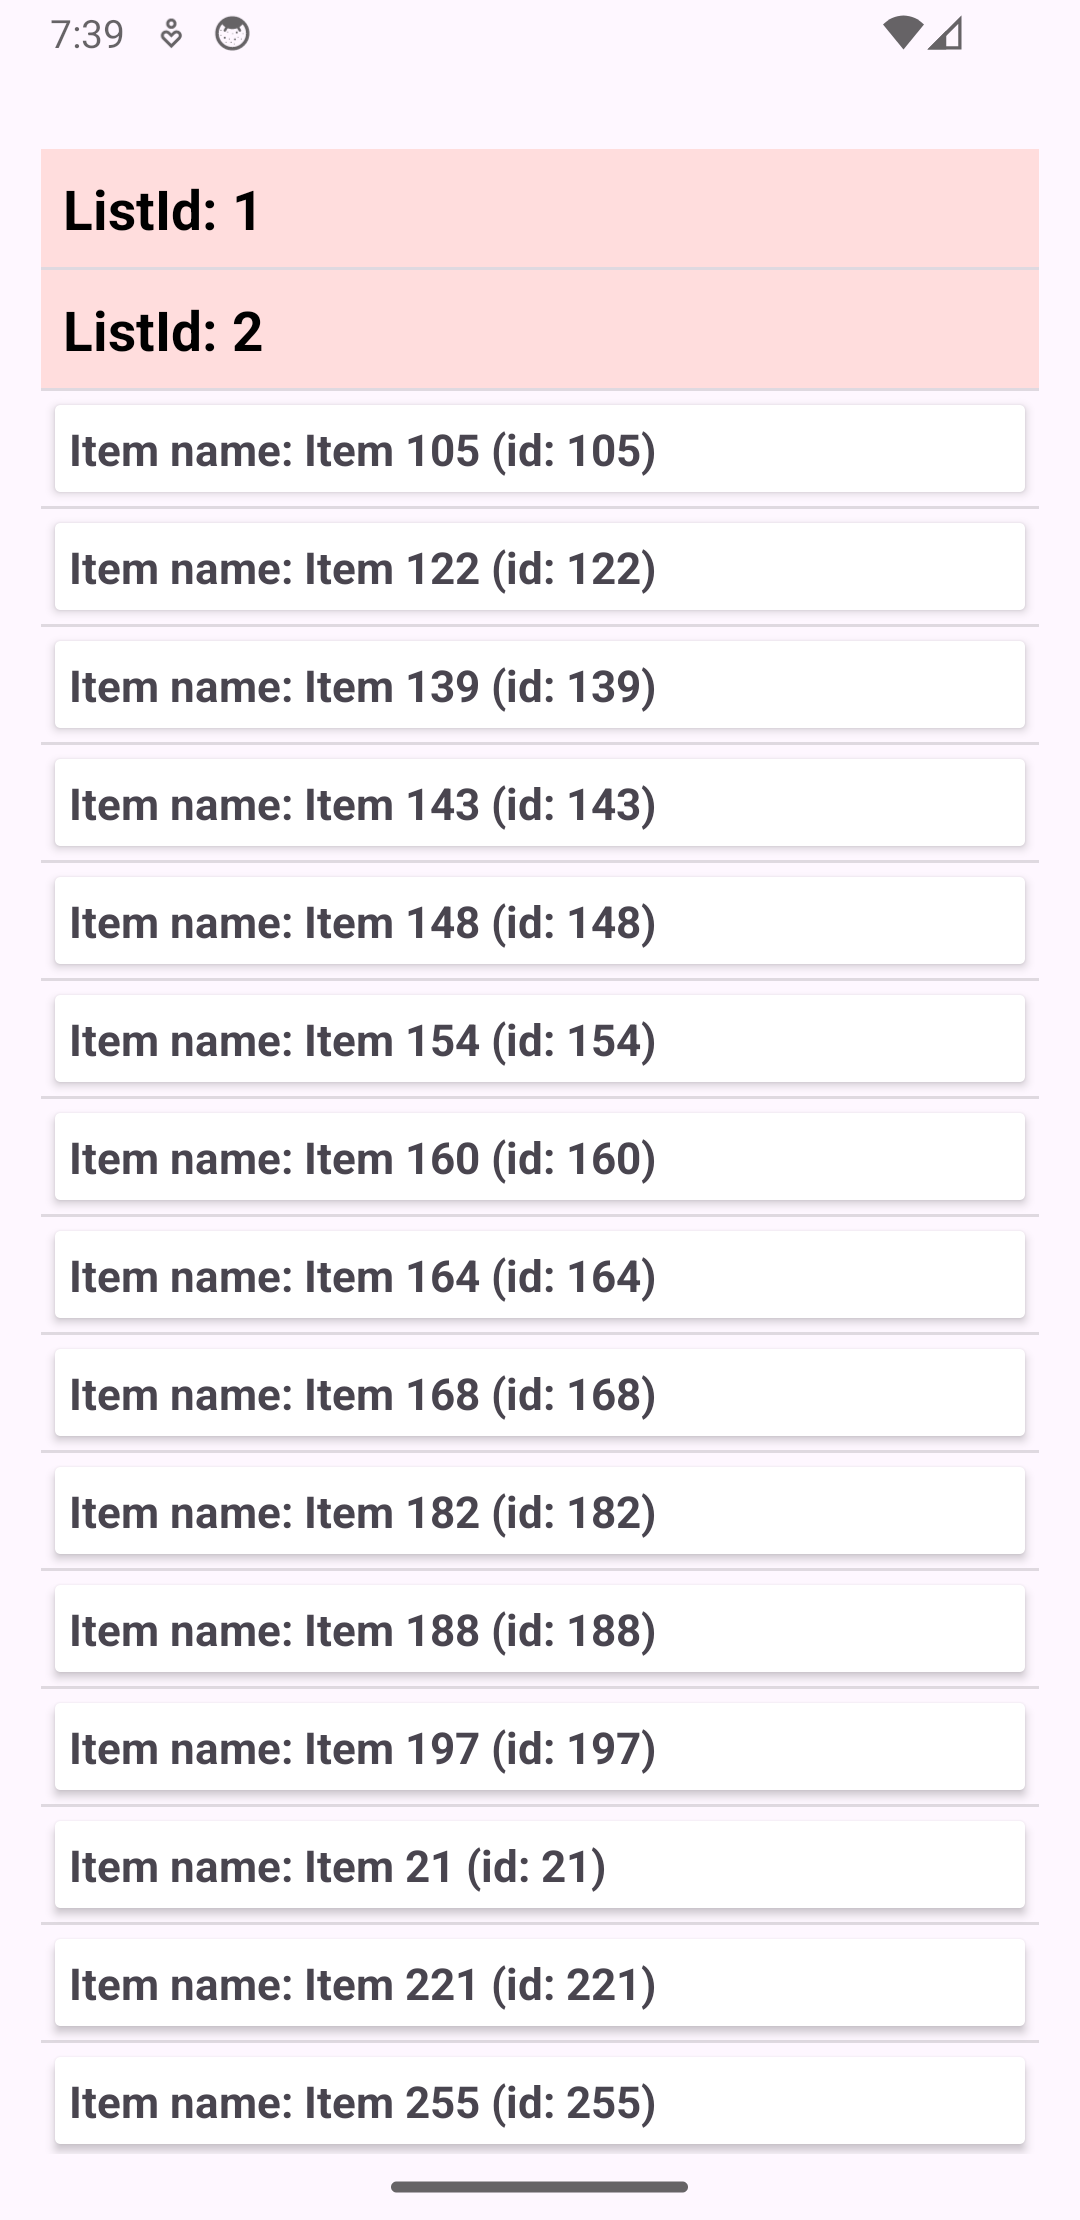 7:39
ListId: 1
ListId: 2
Item name: Item 105 (id: 105)
Item name: Item 122 (id: 122)
Item name: Item 139 (id: 139)
Item name: Item 143 (id: 143)
Item name: Item 148 (id: 148)
Item name: Item 154 (id: 154)
Item name: Item 160 (id: 160)
Item name: Item 164 (id: 164)
Item name: Item 168 (id: 168)
Item name: Item 182 (id: 182)
Item name: Item 188 (id: 188)
Item name: Item 197 (id: 197)
Item name: Item 21 (id: 21)
Item name: Item 221 (id: 221)
Item name: Item 255 (id: 255)